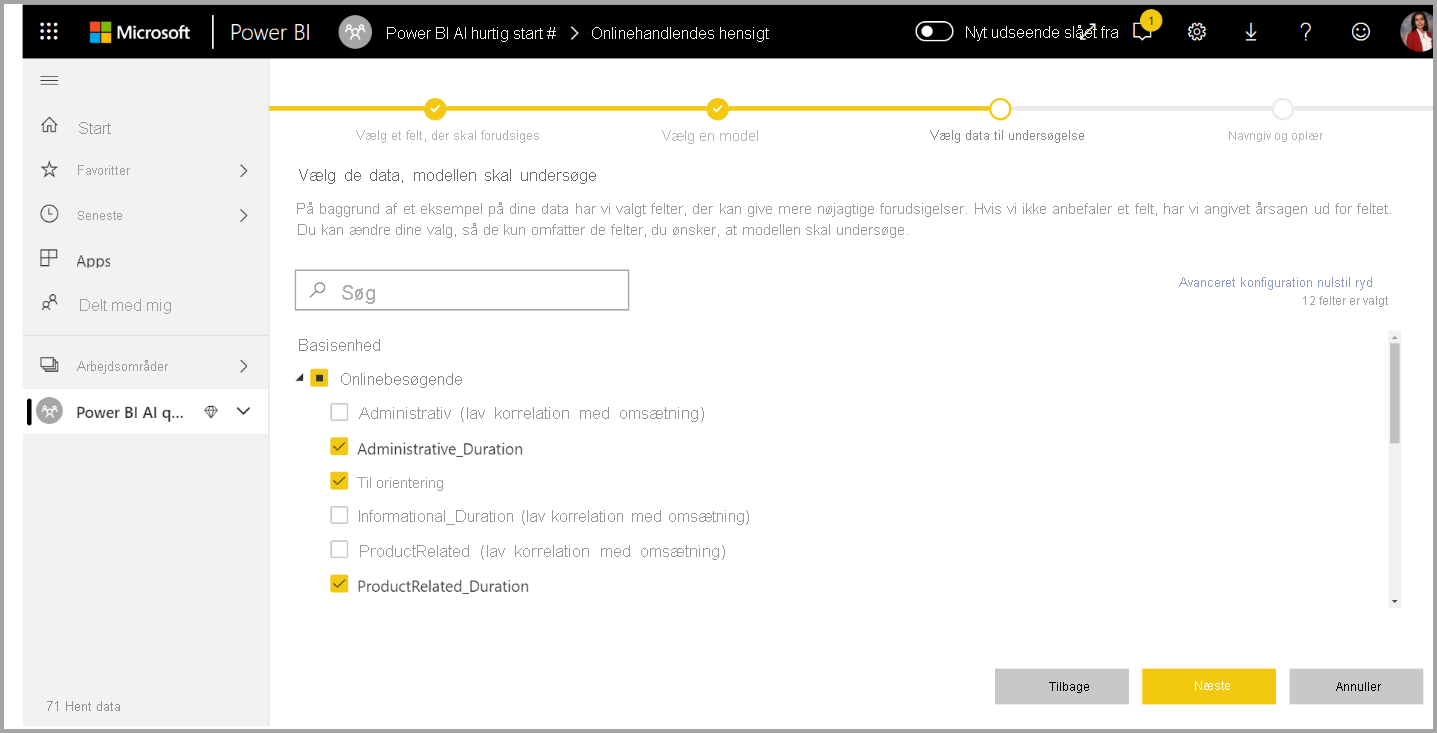 Microsoft Power BI Power BI AI hurtig start # > Onlinehandlendes hensigt Nyt udseende slået fra 1
Vælg et felt, der skal forudsiges Vælg en model Vælg data til undersøgelse Navngiv og oplær
Start
Favoritter
Seneste
Apps
Delt med mig
Arbejdsområder
Power BI AI q...
71 Hent data
Vælg de data, modellen skal undersøge
På baggrund af et eksempel på dine data har vi valgt felter, der kan give mere nøjagtige forudsigelser. Hvis vi ikke anbefaler et felt, har vi angivet årsagen ud for feltet.
Du kan ændre dine valg, så de kun omfatter de felter, du ønsker, at modellen skal undersøge.
Søg
Avanceret konfiguration nulstil ryd
12 felter er valgt
Basisenhed
Onlinebesøgende
Administrativ (lav korrelation med omsætning)
Administrative_Duration
Til orientering
Informational_Duration (lav korrelation med omsætning)
ProductRelated (lav korrelation med omsætning)
ProductRelated_Duration
Tilbage Næste Annuller